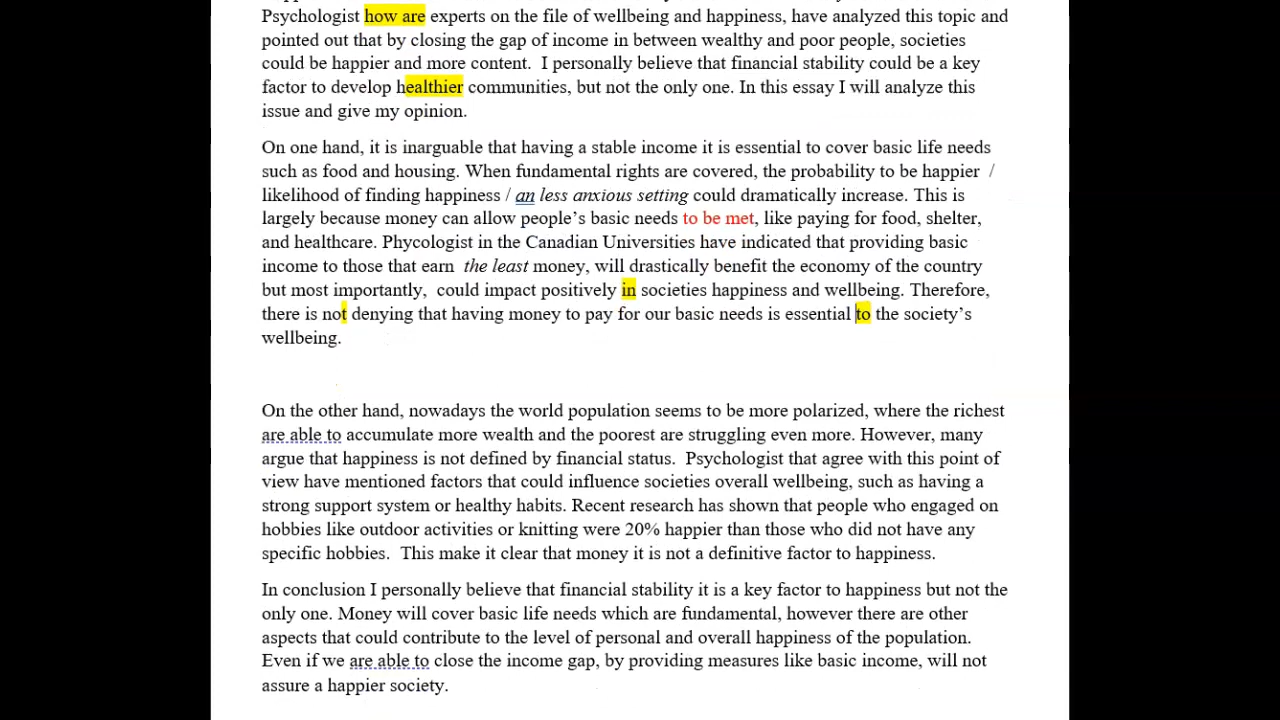 Psychologist how are experts on the file of wellbeing and happiness, have analyzed this topic and
pointed out that by closing the gap of income in between wealthy and poor people, societies
could be happier and more content.  I personally believe that financial stability could be a key
factor to develop healthier communities, but not the only one. In this essay I will analyze this
issue and give my opinion.
On one hand, it is inarguable that having a stable income it is essential to cover basic life needs
such as food and housing. When fundamental rights are covered, the probability to be happier  /
likelihood of finding happiness / an less anxious setting could dramatically increase. This is
largely because money can allow people’s basic needs to be met, like paying for food, shelter,
and healthcare. Phycologist in the Canadian Universities have indicated that providing basic
income to those that earn  the least money, will drastically benefit the economy of the country
but most importantly,  could impact positively in societies happiness and wellbeing. Therefore,
there is not denying that having money to pay for our basic needs is essential to the society’s
wellbeing.
On the other hand, nowadays the world population seems to be more polarized, where the richest
are able to accumulate more wealth and the poorest are struggling even more. However, many
argue that happiness is not defined by financial status.  Psychologist that agree with this point of
view have mentioned factors that could influence societies overall wellbeing, such as having a
strong support system or healthy habits. Recent research has shown that people who engaged on
hobbies like outdoor activities or knitting were 20% happier than those who did not have any
specific hobbies.  This make it clear that money it is not a definitive factor to happiness.
In conclusion I personally believe that financial stability it is a key factor to happiness but not the
only one. Money will cover basic life needs which are fundamental, however there are other
aspects that could contribute to the level of personal and overall happiness of the population.
Even if we are able to close the income gap, by providing measures like basic income, will not
assure a happier society.